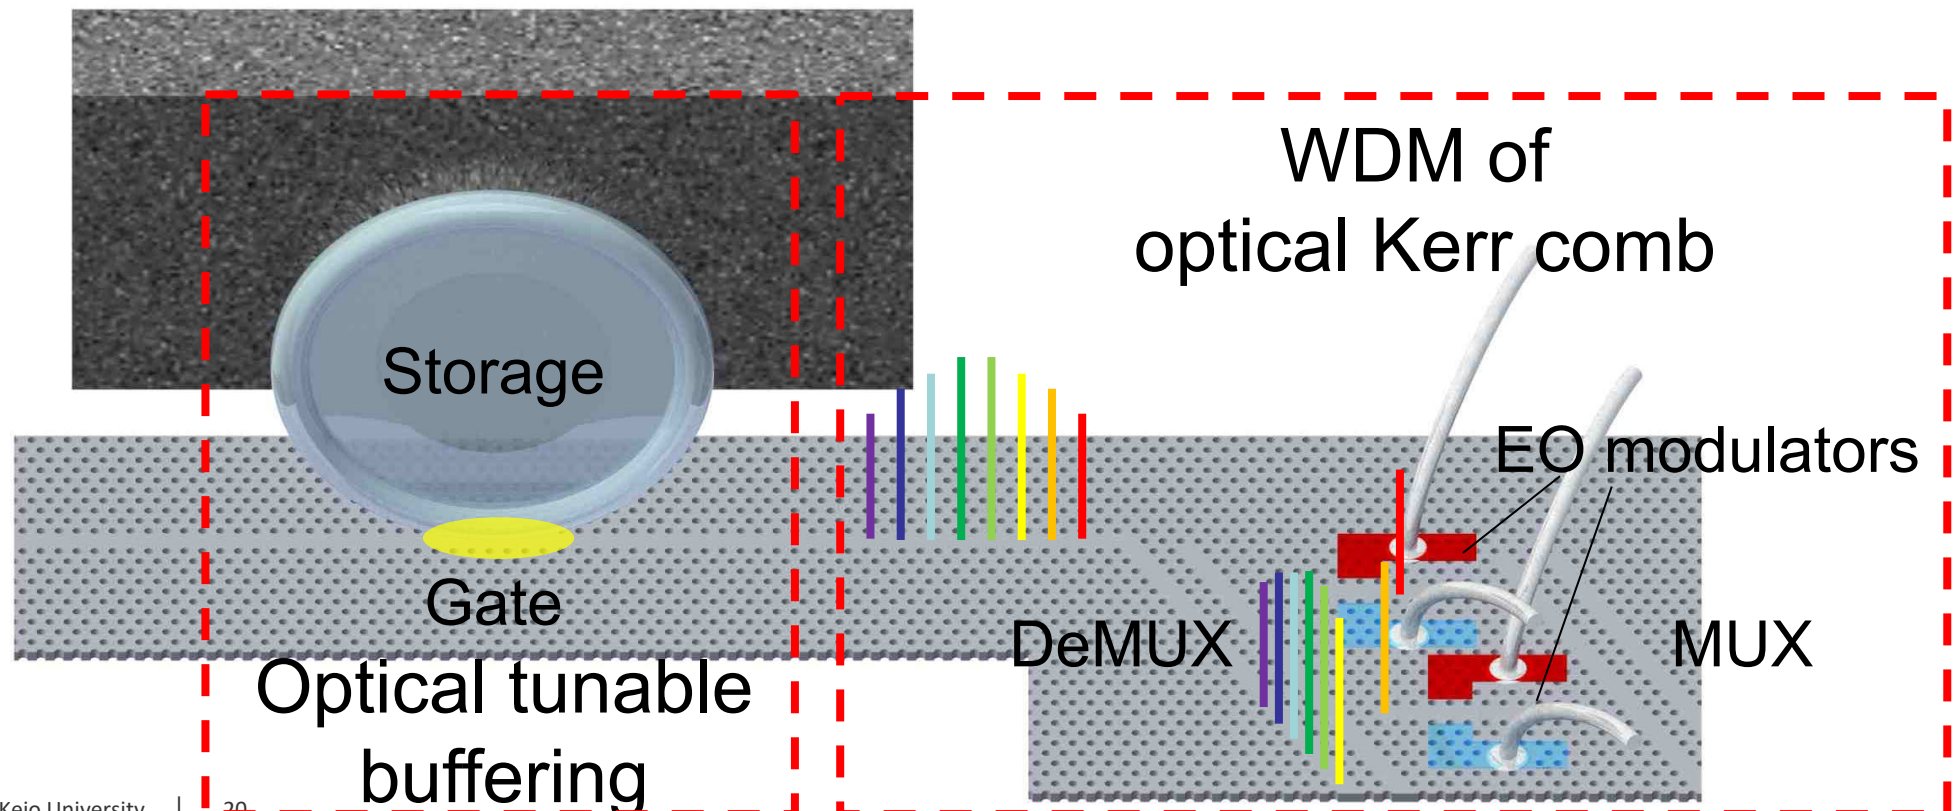 WDM of
optical Kerr comb
Storage
EO modulators
Gate
DeMUX
MUX
Optical tunable
buffering
Keio University | 20